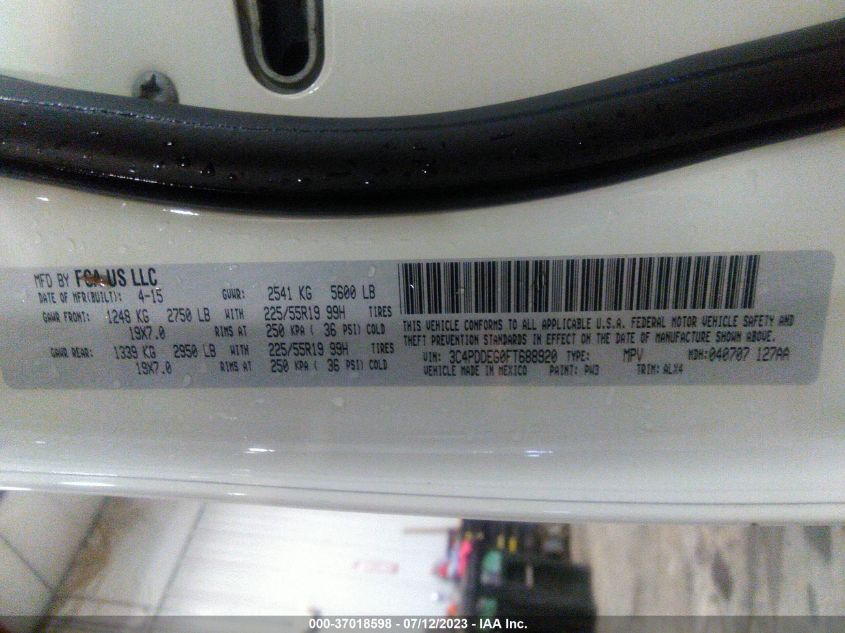 MFD BY FCA US LLC
DATE OF MFR(BUILT): 4-15 GVWR: 2541 KG 5600 LB
GAWR FRONT: 1248 KG 2750 LB WITH 225/55R19 99H TIRES
19X7.0 RIMS AT 250 KPA ( 36 PSI) COLD
GAWR REAR: 1339 KG 2950 LB WITH 225/55R19 99H TIRES
19X7.0 RIMS AT 250 KPA ( 36 PSI) COLD
THIS VEHICLE CONFORMS TO ALL APPLICABLE U.S.A. FEDERAL MOTOR VEHICLE SAFETY AND
THEFT PREVENTION STANDARDS IN EFFECT ON THE DATE OF MANUFACTURE SHOWN ABOVE.
VIN: 3C4PDDEG0FT688920 TYPE: MPV MDH: 040707 127AA
VEHICLE MADE IN MEXICO PAINT: PW3 TRIM: ALX4
000-37018598 - 07/12/2023 - IAA Inc.